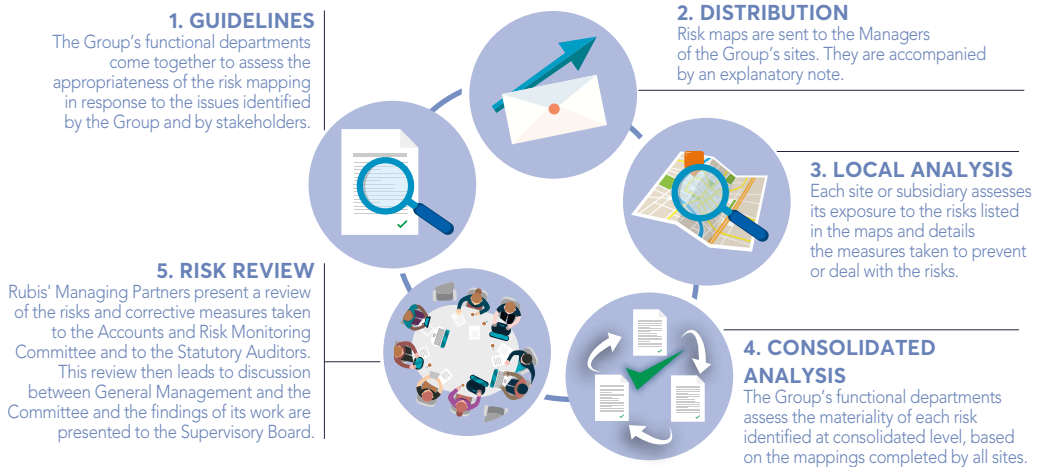 1. GUIDELINES
The Group’s functional departments
come together to assess the
appropriateness of the risk mapping
in response to the issues identified
by the Group and by stakeholders.
2. DISTRIBUTION
Risk maps are sent to the Managers
of the Group’s sites. They are accompanied
by an explanatory note.
3. LOCAL ANALYSIS
Each site or subsidiary assesses
its exposure to the risks listed
in the maps and details
the measures taken to prevent
or deal with the risks.
4. CONSOLIDATED
ANALYSIS
The Group’s functional departments
assess the materiality of each risk
identified at consolidated level, based
on the mappings completed by all sites.
5. RISK REVIEW
Rubis' Managing Partners present a review
of the risks and corrective measures taken
to the Accounts and Risk Monitoring
Committee and to the Statutory Auditors.
This review then leads to discussion
between General Management and the
Committee and the findings of its work are
presented to the Supervisory Board.